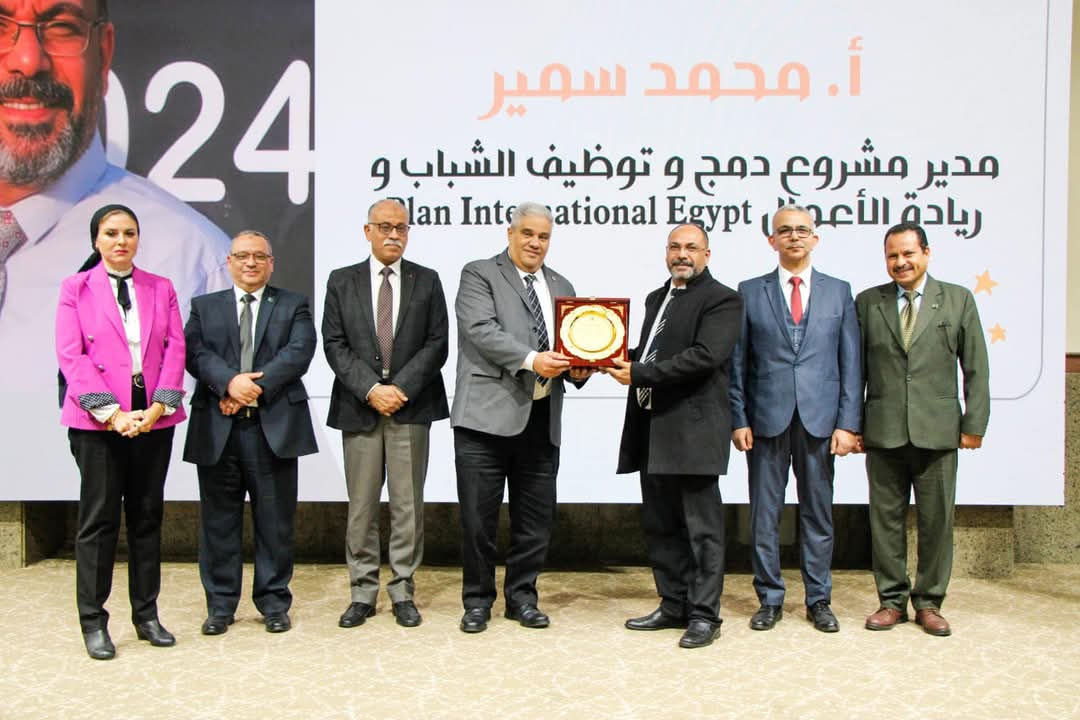 024
أ. محمد سمير
مدير مشروع دمج و توظيف الشباب و
ريادة الأعمال Plan International Egypt